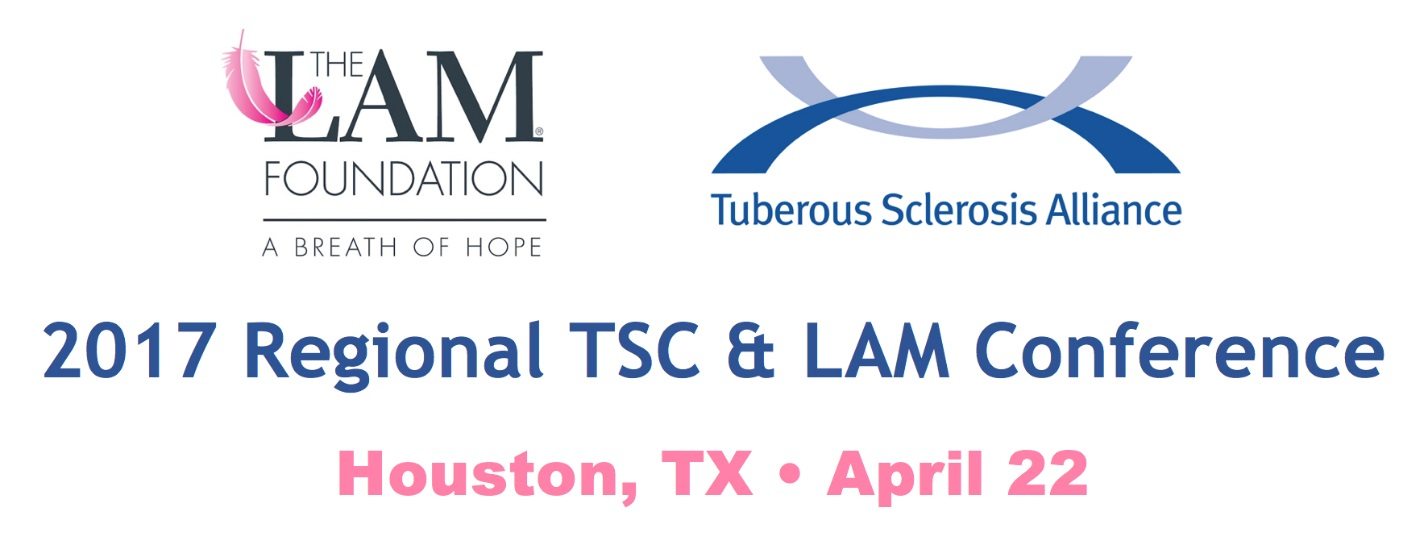 THE
LAM®
FOUNDATION
A BREATH OF HOPE
Tuberous Sclerosis Alliance
2017 Regional TSC & LAM Conference
Houston, TX • April 22